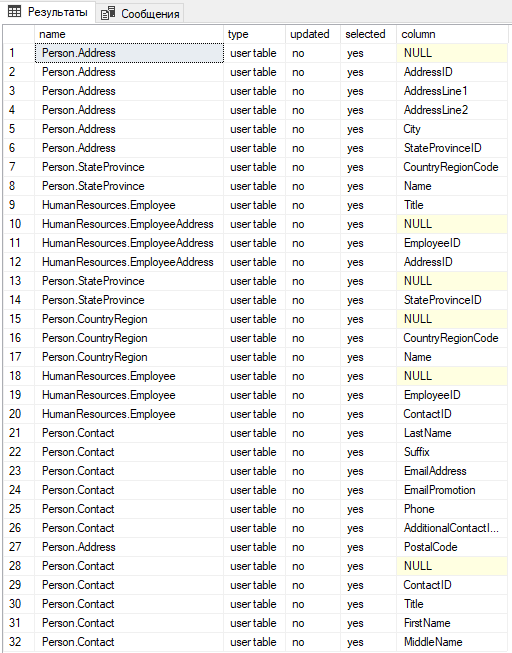 Результаты Сообщения
name type updated selected column
1 Person.Address user table no yes NULL
2 Person.Address user table no yes AddressID
3 Person.Address user table no yes AddressLine1
4 Person.Address user table no yes AddressLine2
5 Person.Address user table no yes City
6 Person.Address user table no yes StateProvinceID
7 Person.StateProvince user table no yes CountryRegionCode
8 Person.StateProvince user table no yes Name
9 HumanResources.Employee user table no yes Title
10 HumanResources.EmployeeAddress user table no yes NULL
11 HumanResources.EmployeeAddress user table no yes EmployeeID
12 HumanResources.EmployeeAddress user table no yes AddressID
13 Person.StateProvince user table no yes NULL
14 Person.StateProvince user table no yes StateProvinceID
15 Person.CountryRegion user table no yes NULL
16 Person.CountryRegion user table no yes CountryRegionCode
17 Person.CountryRegion user table no yes Name
18 HumanResources.Employee user table no yes NULL
19 HumanResources.Employee user table no yes EmployeeID
20 HumanResources.Employee user table no yes ContactID
21 Person.Contact user table no yes LastName
22 Person.Contact user table no yes Suffix
23 Person.Contact user table no yes EmailAddress
24 Person.Contact user table no yes EmailPromotion
25 Person.Contact user table no yes Phone
26 Person.Contact user table no yes AdditionalContactI...
27 Person.Address user table no yes PostalCode
28 Person.Contact user table no yes NULL
29 Person.Contact user table no yes ContactID
30 Person.Contact user table no yes Title
31 Person.Contact user table no yes FirstName
32 Person.Contact user table no yes MiddleName